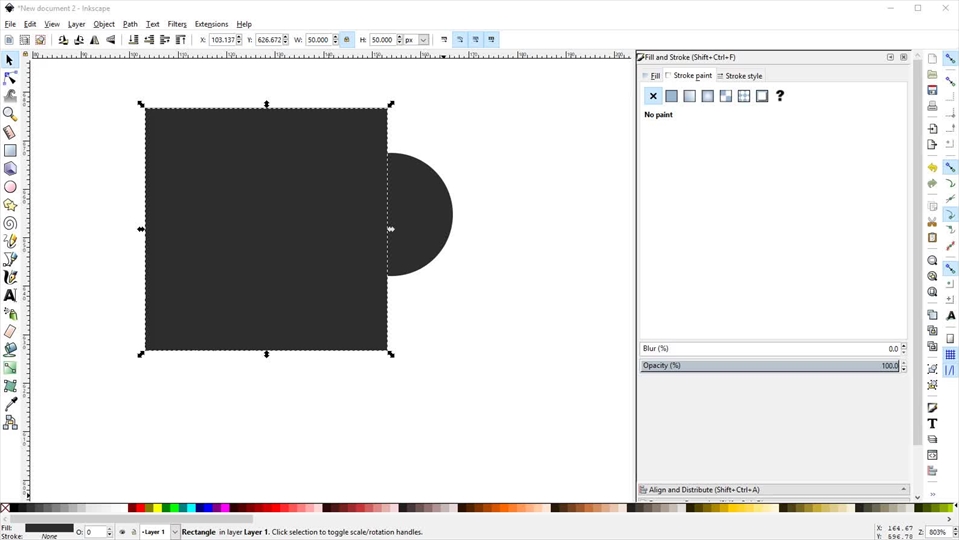 *New document 2 - Inkscape
File Edit View Layer Object Path Text Filters Extensions Help
X: 103.137 Y: 626.672 W: 50.000 H: 50.000 px
Fill and Stroke (Shift+Ctrl+F)
Fill Stroke paint Stroke style
No paint
Blur (%) 0.0
Opacity (%) 100.0
Align and Distribute (Shift+Ctrl+A)
Fill: O: 0 Layer 1 Rectangle in layer Layer 1. Click selection to toggle scale/rotation handles. X: 164.67 Z: 803%
Stroke: None Y: 596.78